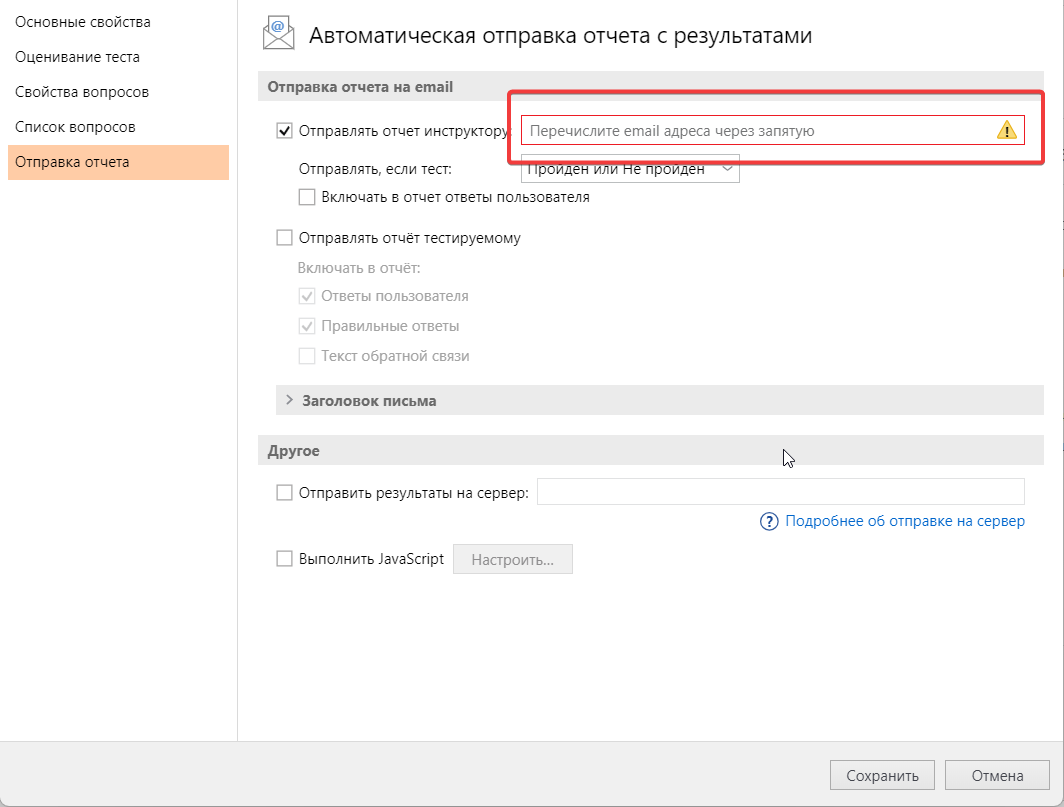 Основные свойства
Оценивание теста
Свойства вопросов
Список вопросов
Отправка отчета
@
Автоматическая отправка отчета с результатами
Отправка отчета на email
Отправлять отчет инструктору:
Перечислите email адреса через запятую
Отправлять, если тест:
Пройден или Не пройден
Включать в отчет ответы пользователя
Отправлять отчёт тестируемому
Включать в отчёт:
Ответы пользователя
Правильные ответы
Текст обратной связи
Заголовок письма
Другое
Отправить результаты на сервер:
? Подробнее об отправке на сервер
Выполнить JavaScript
Настроить...
Сохранить
Отмена